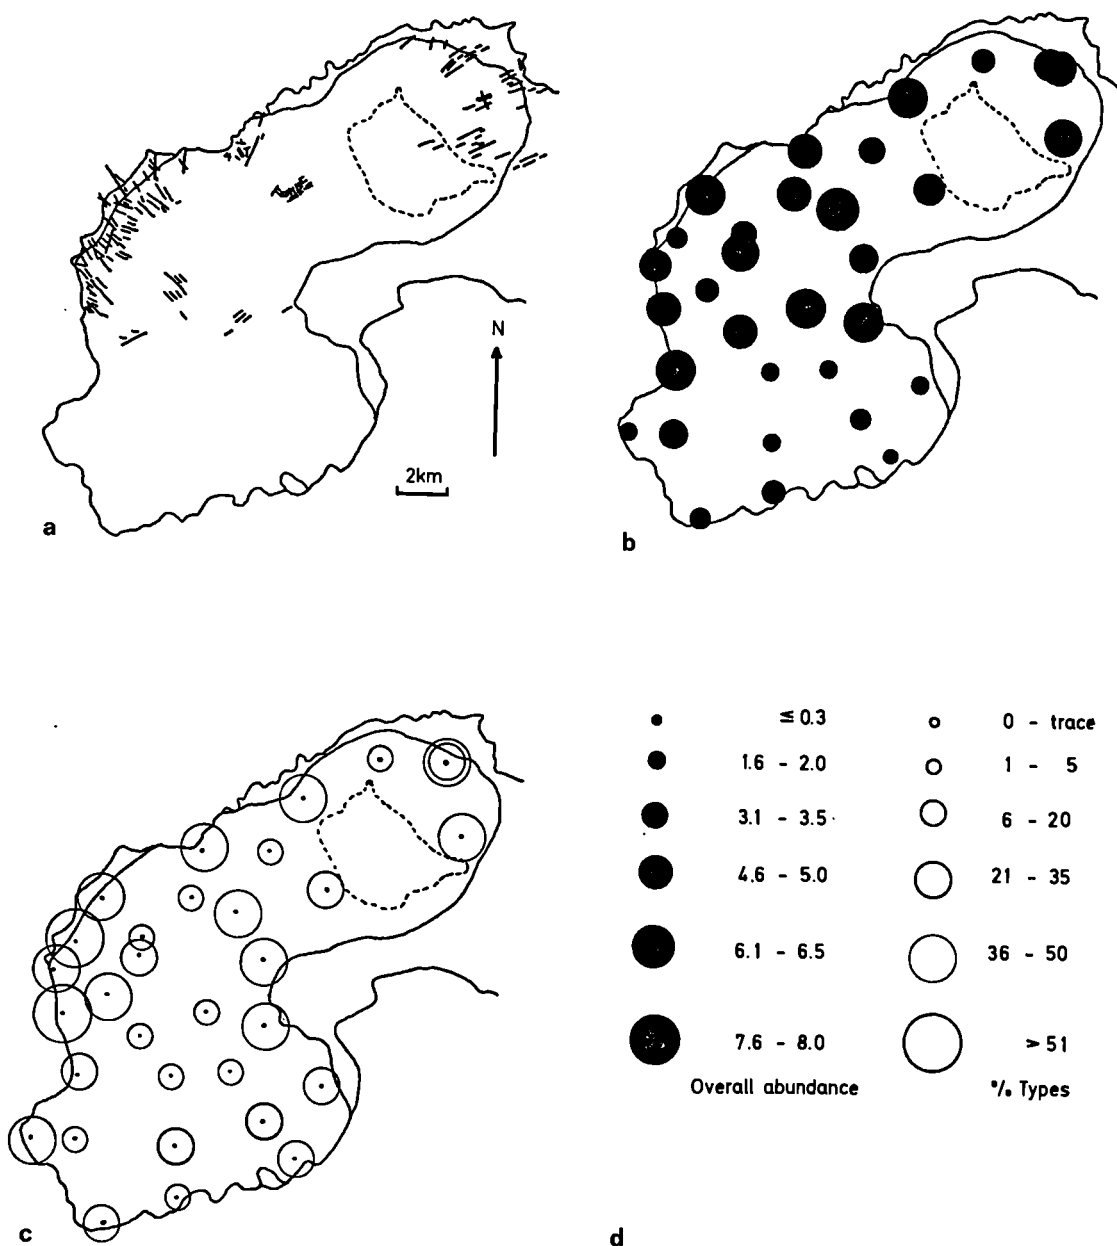 N
2km
a
b
≦ 0.3 0 - trace
1.6 - 2.0 1 - 5
3.1 - 3.5 6 - 20
4.6 - 5.0 21 - 35
6.1 - 6.5 36 - 50
7.6 - 8.0 > 51
Overall abundance % Types
c
d